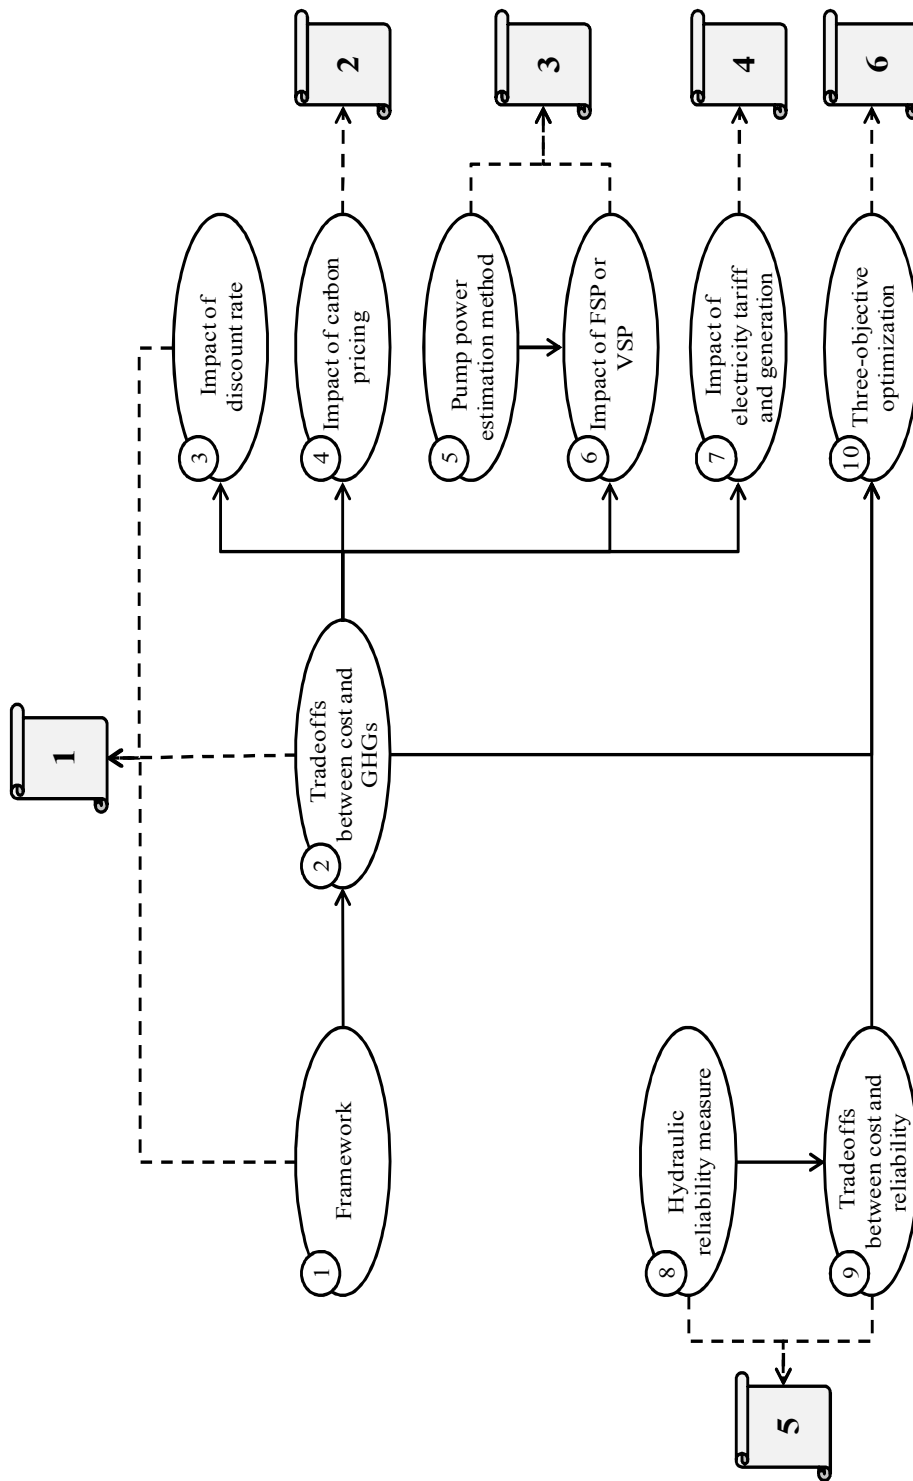 1
3
Impact of
discount rate
1
Framework
2
Tradeoffs
between cost and
GHGs
4
Impact of carbon
pricing
2
5
Pump power
estimation method
3
6
Impact of FSP or
VSP
8
Hydraulic
reliability measure
7
Impact of
electricity tariff
and generation
4
5
9
Tradeoffs
between cost and
reliability
10
Three-objective
optimization
6